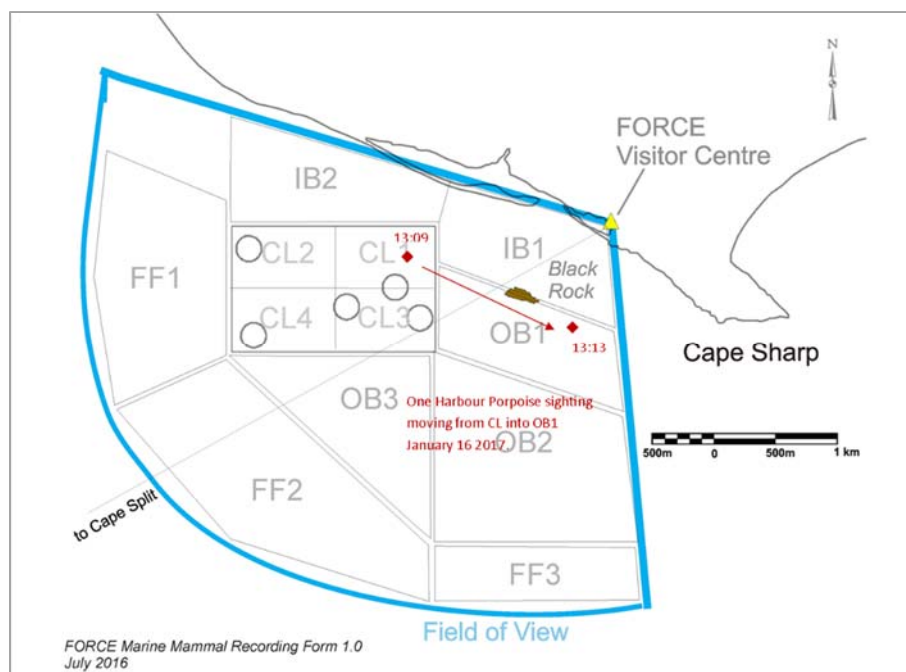 N
FORCE
Visitor Centre
IB2
13:09
CL2
CL1
IB1
FF1
Black
Rock
CL4
CL3
OB1
13:13
Cape Sharp
OB3
One Harbour Porpoise sighting
moving from CL into OB1
January 16 2017.
OB2
500m
0
500m
1 km
FF2
to Cape Split
FF3
Field of View
FORCE Marine Mammal Recording Form 1.0
July 2016